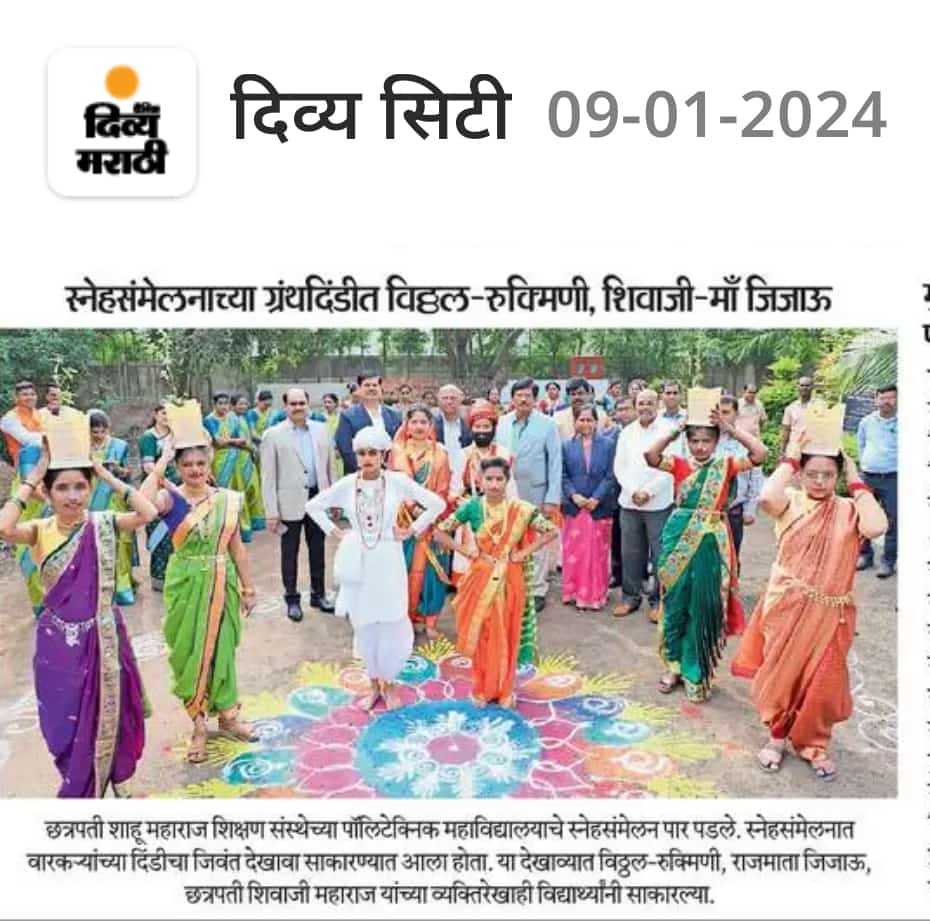 दैनिक
दिव्य
मराठी
दिव्य सिटी 09-01-2024
स्नेहसंमेलनाच्या ग्रंथदिंडीत विठ्ठल-रुक्मिणी, शिवाजी-माँ जिजाऊ
छत्रपती शाहू महाराज शिक्षण संस्थेच्या पॉलिटेक्निक महाविद्यालयाचे स्नेहसंमेलन पार पडले. स्नेहसंमेलनात
वारकऱ्यांच्या दिंडीचा जिवंत देखावा साकारण्यात आला होता. या देखाव्यात विठ्ठल-रुक्मिणी, राजमाता जिजाऊ,
छत्रपती शिवाजी महाराज यांच्या व्यक्तिरेखाही विद्यार्थ्यांनी साकारल्या.